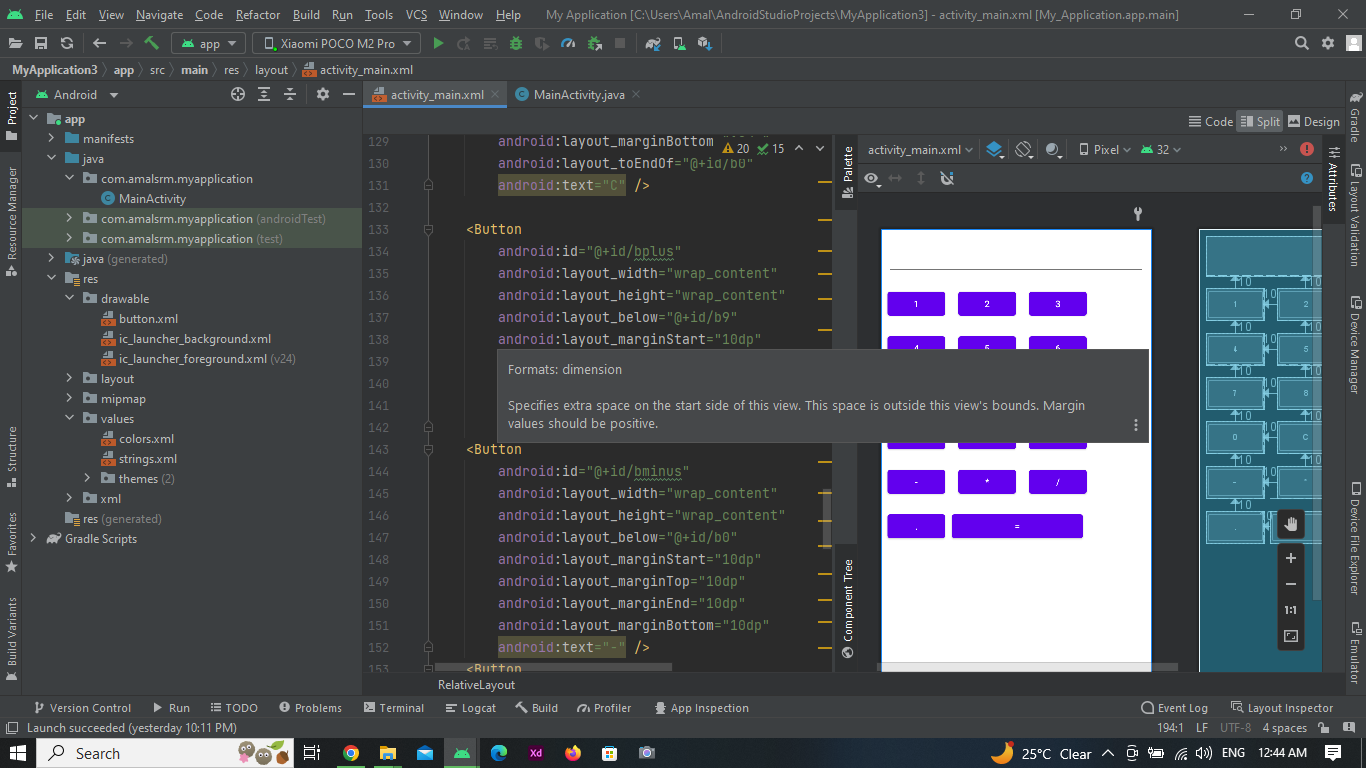 File Edit View Navigate Code Refactor Build Run Tools VCS Window Help My Application [C:\Users\Amal\AndroidStudioProjects\MyApplication3] - activity_main.xml [My_Application.app.main]
app Xiaomi POCO M2 Pro
MyApplication3 app src main res layout activity_main.xml
Project
Resource Manager
Structure
Favorites
Build Variants
Android
app
manifests
java
com.amalsrm.myapplication
MainActivity
com.amalsrm.myapplication (androidTest)
com.amalsrm.myapplication (test)
java (generated)
res
drawable
button.xml
ic_launcher_background.xml
ic_launcher_foreground.xml (v24)
layout
mipmap
values
colors.xml
strings.xml
themes (2)
xml
res (generated)
Gradle Scripts
activity_main.xml MainActivity.java
Code Split Design
20 15
129 android:layout_marginBottom
130 android:layout_toEndOf="@+id/b0"
131 android:text="C" />
132
133 <Button
134 android:id="@+id/bplus"
135 android:layout_width="wrap_content"
136 android:layout_height="wrap_content"
137 android:layout_below="@+id/b9"
138 android:layout_marginStart="10dp"
139
140
141
142
Formats: dimension
Specifies extra space on the start side of this view. This space is outside this view's bounds. Margin
values should be positive.
143 <Button
144 android:id="@+id/bminus"
145 android:layout_width="wrap_content"
146 android:layout_height="wrap_content"
147 android:layout_below="@+id/b0"
148 android:layout_marginStart="10dp"
149 android:layout_marginTop="10dp"
150 android:layout_marginEnd="10dp"
151 android:layout_marginBottom="10dp"
152 android:text="-" />
153 <Button
RelativeLayout
Palette
Component Tree
activity_main.xml Pixel 32
1 2 3
4 5 6
- * /
. =
1 2
4 5
7 8
0 C
1:1
Attributes
Gradle
Layout Validation
Device Manager
Device File Explorer
Emulator
Version Control Run TODO Problems Terminal Logcat Build Profiler App Inspection Event Log Layout Inspector
Launch succeeded (yesterday 10:11 PM) 194:1 LF UTF-8 4 spaces
Search Xd 25°C Clear ENG 12:44 AM